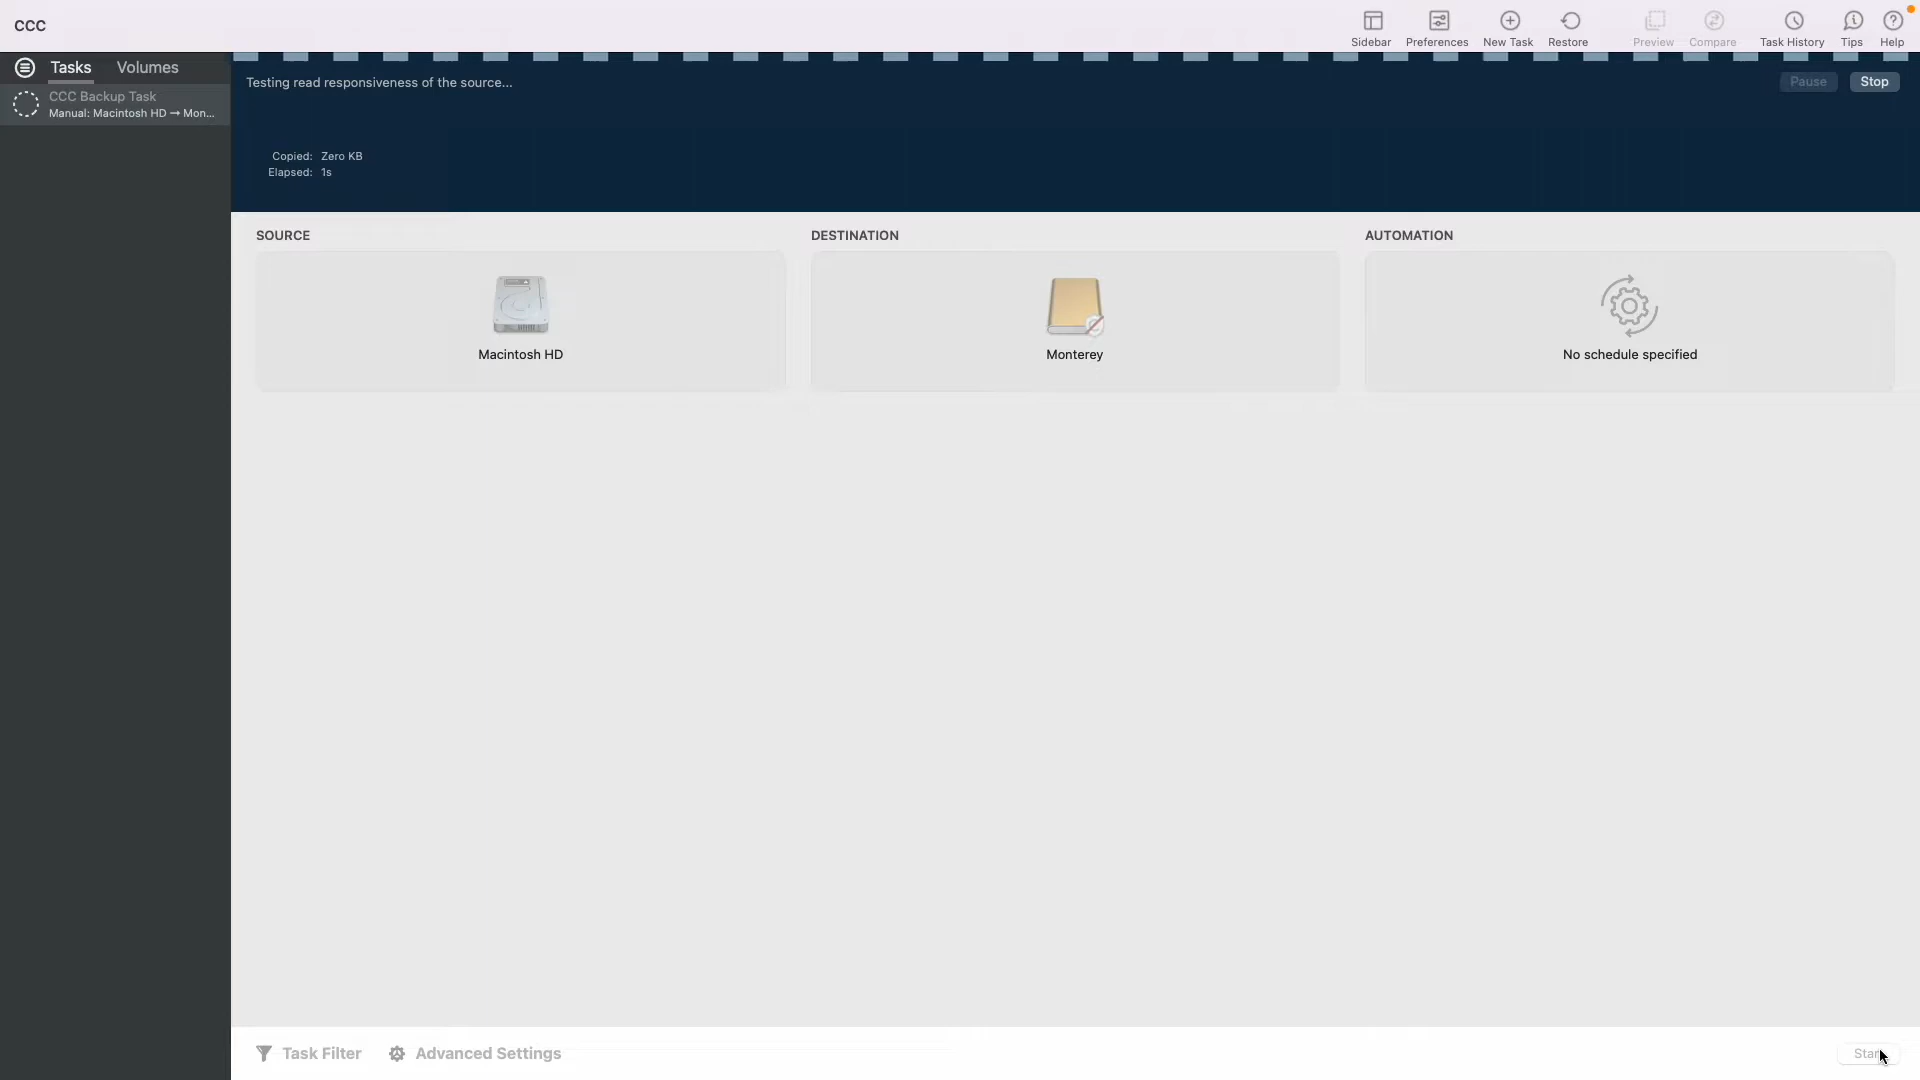 CCC
Sidebar
Preferences
New Task
Restore
Preview
Compare
Task History
Tips
Help
Tasks
Volumes
CCC Backup Task
Manual: Macintosh HD → Mon...
Testing read responsiveness of the source...
Pause
Stop
Copied: Zero KB
Elapsed: 1s
SOURCE
DESTINATION
AUTOMATION
Macintosh HD
Monterey
No schedule specified
Task Filter
Advanced Settings
Start